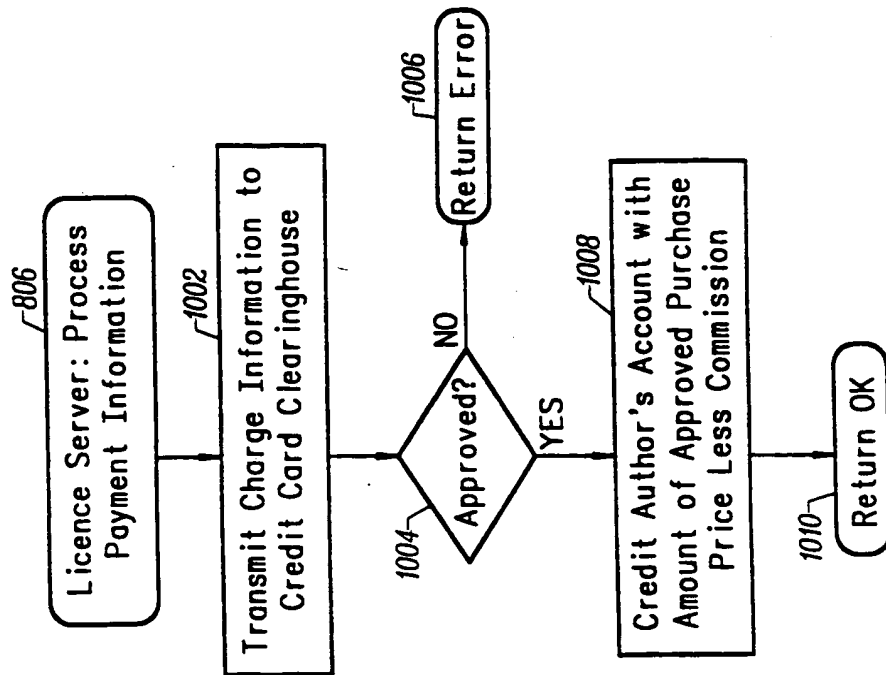 806
Licence Server: Process
Payment Information
1002
Transmit Charge Information to
Credit Card Clearinghouse
1004
Approved?
NO
1006
Return Error
YES
1008
Credit Author's Account with
Amount of Approved Purchase
Price Less Commission
1010
Return OK